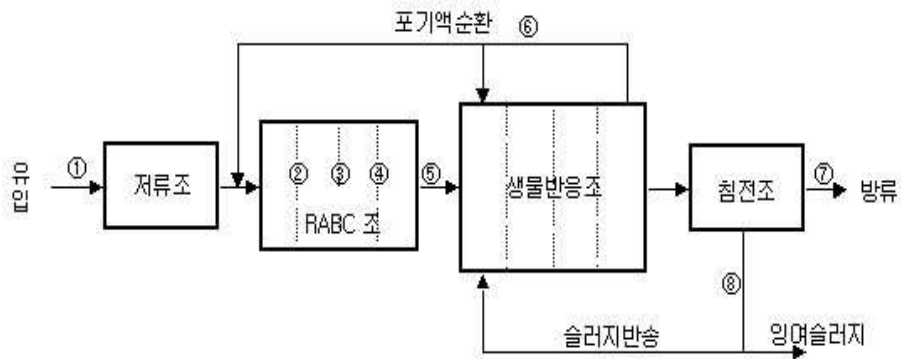 포기액순환 ⑥
유입
①
저류조
② ③ ④
RABC 조
⑤
생물반응조
침전조
⑦
방류
⑧
슬러지반송
잉여슬러지